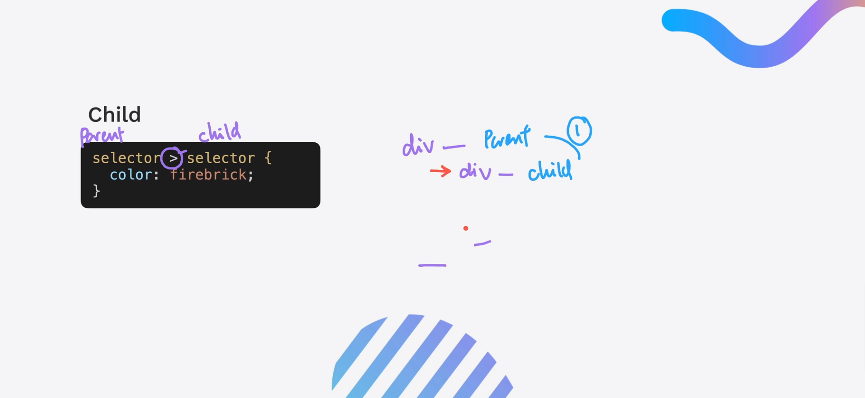 Child
Parent child
selector > selector {
color: firebrick;
}
div — Parent 1
→ div — child